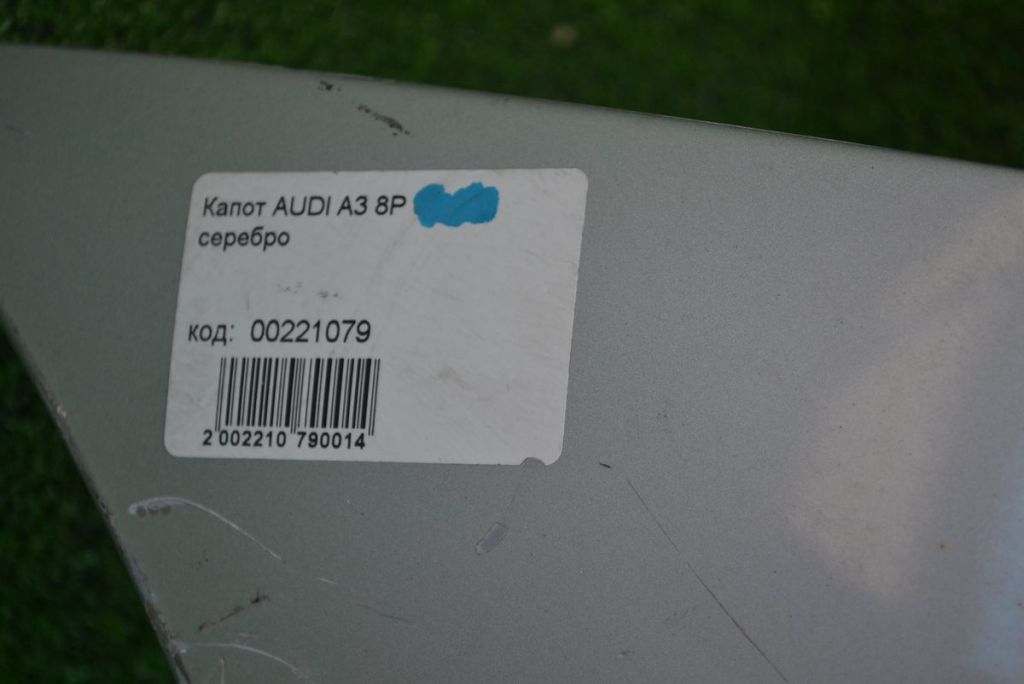 Капот AUDI A3 8P
серебро
код: 00221079
2 002210 790014